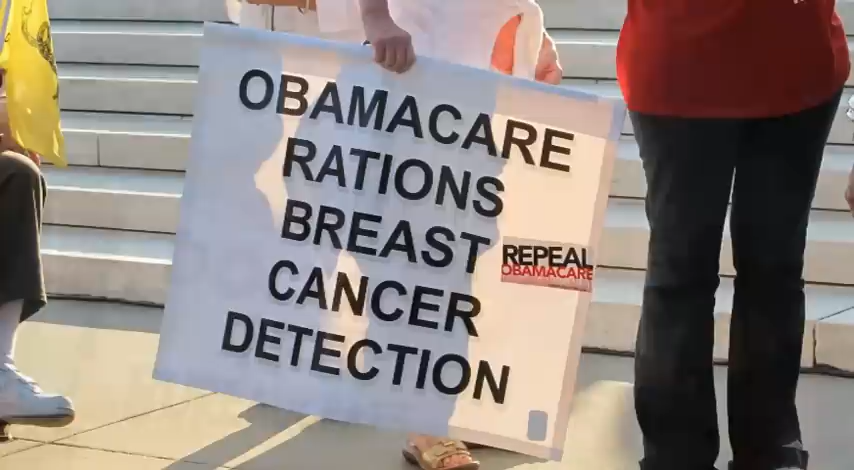 OBAMACARE
RATIONS
BREAST
CANCER
DETECTION
REPEAL
OBAMACARE